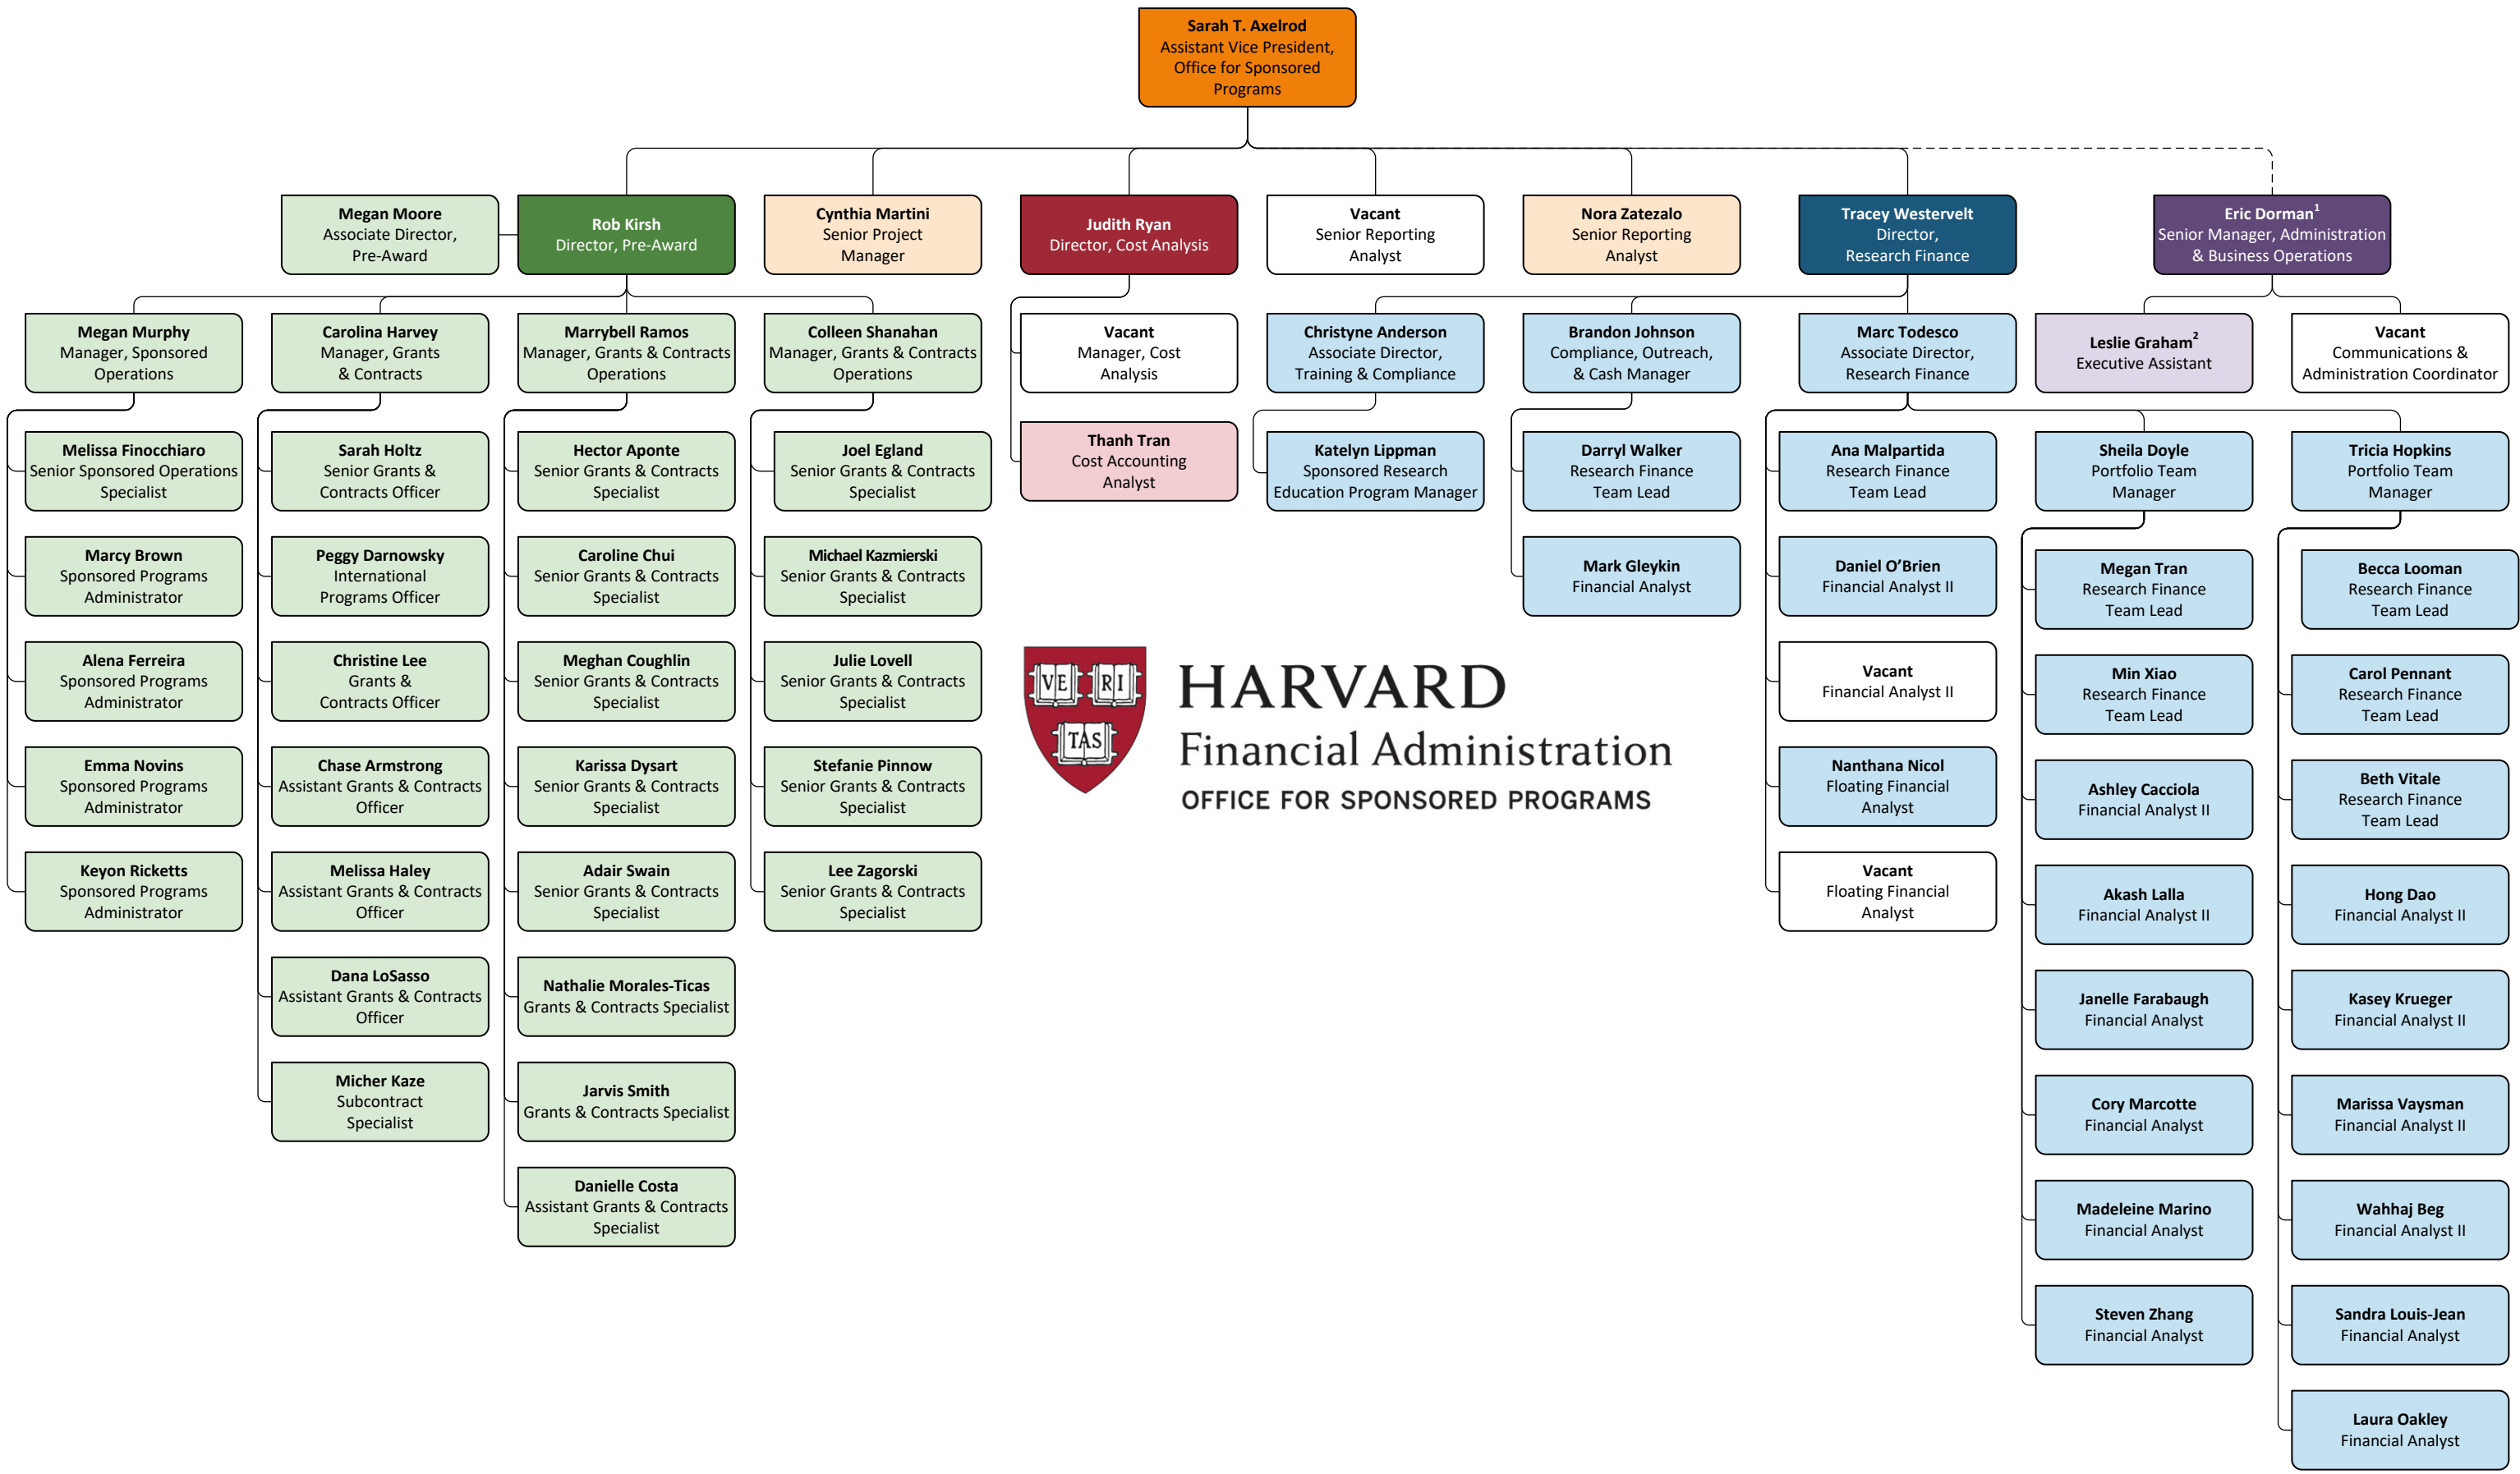 Sarah T. Axelrod
Assistant Vice President,
Office for Sponsored
Programs
Megan Moore
Associate Director,
Pre-Award
Rob Kirsh
Director, Pre-Award
Cynthia Martini
Senior Project
Manager
Judith Ryan
Director, Cost Analysis
Vacant
Senior Reporting
Analyst
Nora Zatezalo
Senior Reporting
Analyst
Tracey Westervelt
Director,
Research Finance
Eric Dorman1
Senior Manager, Administration
& Business Operations
Megan Murphy
Manager, Sponsored
Operations
Carolina Harvey
Manager, Grants
& Contracts
Marrybell Ramos
Manager, Grants & Contracts
Operations
Colleen Shanahan
Manager, Grants & Contracts
Operations
Vacant
Manager, Cost
Analysis
Christyne Anderson
Associate Director,
Training & Compliance
Brandon Johnson
Compliance, Outreach,
& Cash Manager
Marc Todesco
Associate Director,
Research Finance
Leslie Graham2
Executive Assistant
Vacant
Communications &
Administration Coordinator
Melissa Finocchiaro
Senior Sponsored Operations
Specialist
Marcy Brown
Sponsored Programs
Administrator
Alena Ferreira
Sponsored Programs
Administrator
Emma Novins
Sponsored Programs
Administrator
Keyon Ricketts
Sponsored Programs
Administrator
Sarah Holtz
Senior Grants &
Contracts Officer
Peggy Darnowsky
International
Programs Officer
Christine Lee
Grants &
Contracts Officer
Chase Armstrong
Assistant Grants & Contracts
Officer
Melissa Haley
Assistant Grants & Contracts
Officer
Dana LoSasso
Assistant Grants & Contracts
Officer
Micher Kaze
Subcontract
Specialist
Hector Aponte
Senior Grants & Contracts
Specialist
Caroline Chui
Senior Grants & Contracts
Specialist
Meghan Coughlin
Senior Grants & Contracts
Specialist
Karissa Dysart
Senior Grants & Contracts
Specialist
Adair Swain
Senior Grants & Contracts
Specialist
Nathalie Morales-Ticas
Grants & Contracts Specialist
Jarvis Smith
Grants & Contracts Specialist
Danielle Costa
Assistant Grants & Contracts
Specialist
Joel Egland
Senior Grants & Contracts
Specialist
Michael Kazmierski
Senior Grants & Contracts
Specialist
Julie Lovell
Senior Grants & Contracts
Specialist
Stefanie Pinnow
Senior Grants & Contracts
Specialist
Lee Zagorski
Senior Grants & Contracts
Specialist
Thanh Tran
Cost Accounting
Analyst
Katelyn Lippman
Sponsored Research
Education Program Manager
Darryl Walker
Research Finance
Team Lead
Mark Gleykin
Financial Analyst
VE RI
TAS
HARVARD
Financial Administration
OFFICE FOR SPONSORED PROGRAMS
Ana Malpartida
Research Finance
Team Lead
Daniel O’Brien
Financial Analyst II
Vacant
Financial Analyst II
Nanthana Nicol
Floating Financial
Analyst
Vacant
Floating Financial
Analyst
Sheila Doyle
Portfolio Team
Manager
Megan Tran
Research Finance
Team Lead
Min Xiao
Research Finance
Team Lead
Ashley Cacciola
Financial Analyst II
Akash Lalla
Financial Analyst II
Janelle Farabaugh
Financial Analyst
Cory Marcotte
Financial Analyst
Madeleine Marino
Financial Analyst
Steven Zhang
Financial Analyst
Tricia Hopkins
Portfolio Team
Manager
Becca Looman
Research Finance
Team Lead
Carol Pennant
Research Finance
Team Lead
Beth Vitale
Research Finance
Team Lead
Hong Dao
Financial Analyst II
Kasey Krueger
Financial Analyst II
Marissa Vaysman
Financial Analyst II
Wahhaj Beg
Financial Analyst II
Sandra Louis-Jean
Financial Analyst
Laura Oakley
Financial Analyst